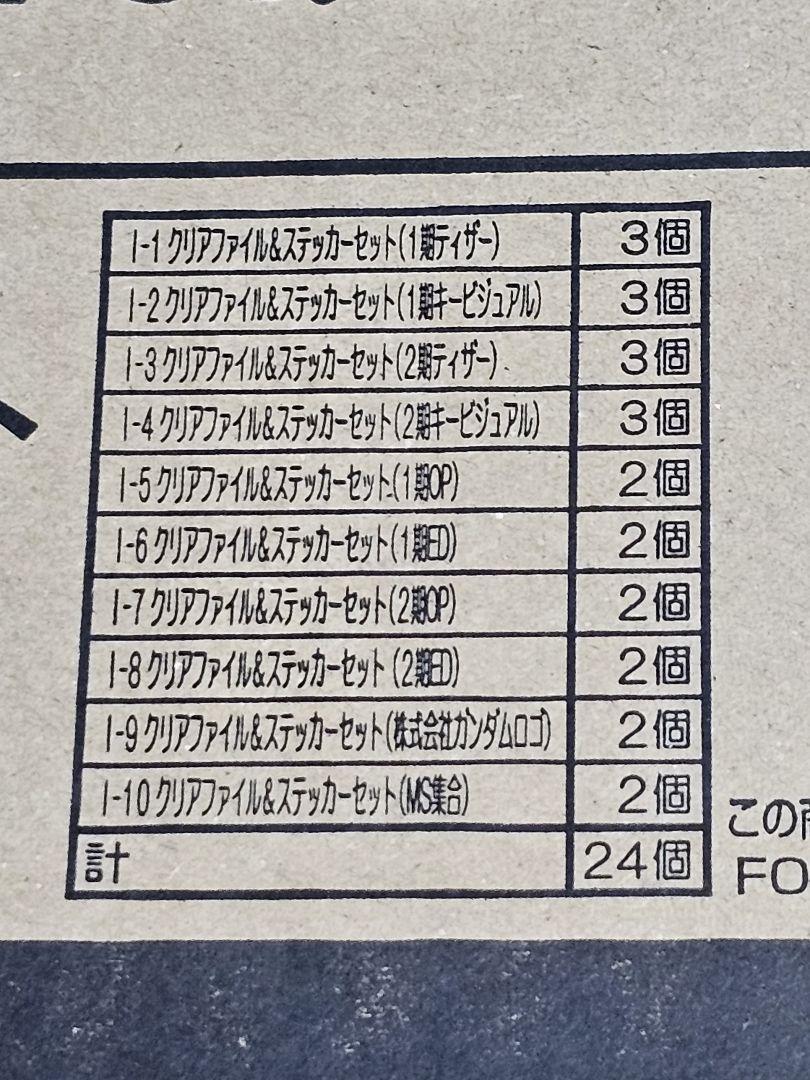 I-1 クリアファイル&ステッカーセット(1期ティザー) 3個
I-2 クリアファイル&ステッカーセット(1期キービジュアル) 3個
I-3 クリアファイル&ステッカーセット(2期ティザー) 3個
I-4 クリアファイル&ステッカーセット(2期キービジュアル) 3個
I-5 クリアファイル&ステッカーセット(1期OP) 2個
I-6 クリアファイル&ステッカーセット(1期ED) 2個
I-7 クリアファイル&ステッカーセット(2期OP) 2個
I-8 クリアファイル&ステッカーセット (2期ED) 2個
I-9 クリアファイル&ステッカーセット(株式会社ガンダムロゴ) 2個
I-10 クリアファイル&ステッカーセット(MS集合) 2個
計 24個
この商
FO